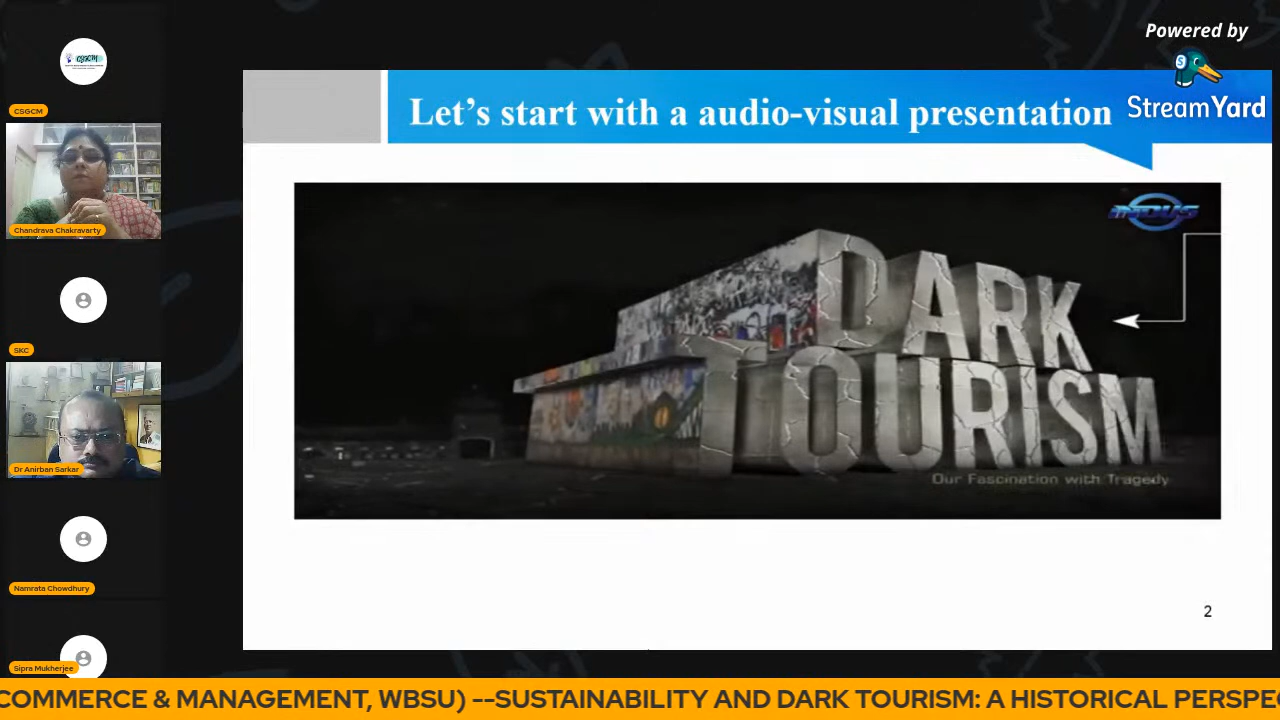 Powered by
StreamYard
CSGCM
Chandrava Chakravarty
SKC
Dr Anirban Sarkar
Namrata Chowdhury
Sipra Mukherjee
Let's start with a audio-visual presentation
INDUS
DARK
TOURISM
Our Fascination with Tragedy
2
COMMERCE & MANAGEMENT, WBSU) --SUSTAINABILITY AND DARK TOURISM: A HISTORICAL PERSPE